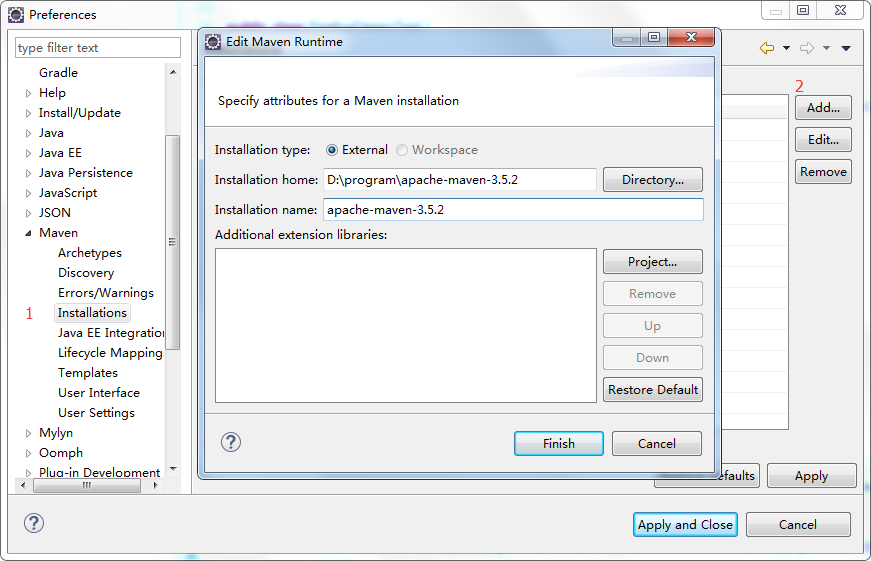 Preferences
type filter text
Gradle
Help
Install/Update
Java
Java EE
Java Persistence
JavaScript
JSON
Maven
Archetypes
Discovery
Errors/Warnings
1
Installations
Java EE Integration
Lifecycle Mapping
Templates
User Interface
User Settings
Mylyn
Oomph
Plug-in Development
Edit Maven Runtime
Specify attributes for a Maven installation
Installation type: External Workspace
Installation home: D:\program\apache-maven-3.5.2 Directory...
Installation name: apache-maven-3.5.2
Additional extension libraries:
Project...
Remove
Up
Down
Restore Default
Finish Cancel
2
Add...
Edit...
Remove
Apply
Apply and Close Cancel